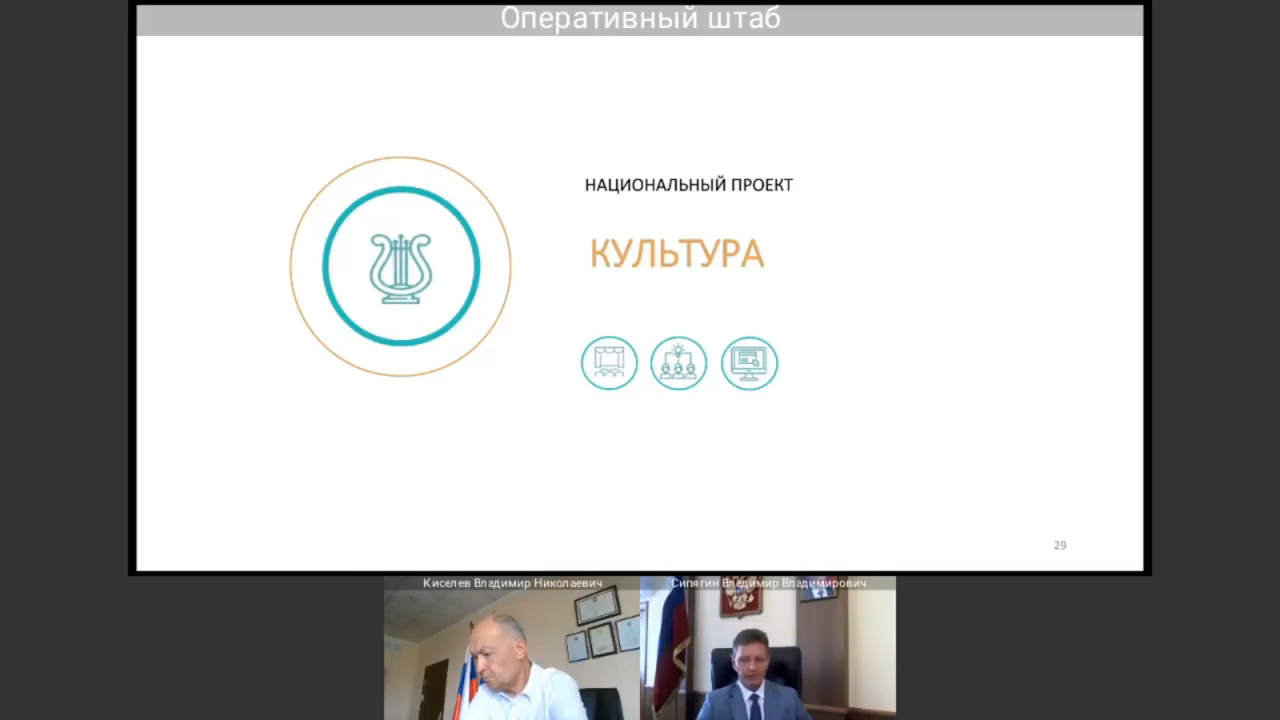 Оперативный штаб
НАЦИОНАЛЬНЫЙ ПРОЕКТ
КУЛЬТУРА
29
Киселев Владимир Николаевич
Сипягин Владимир Владимирович